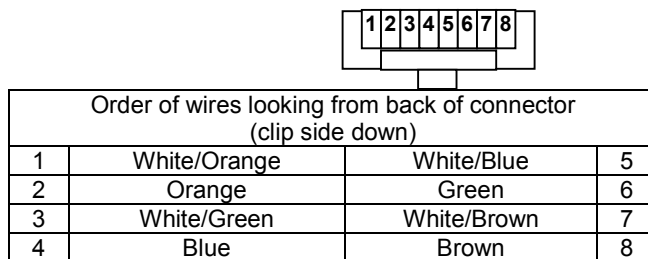 1 2 3 4 5 6 7 8
Order of wires looking from back of connector
(clip side down)
1 White/Orange White/Blue 5
2 Orange Green 6
3 White/Green White/Brown 7
4 Blue Brown 8